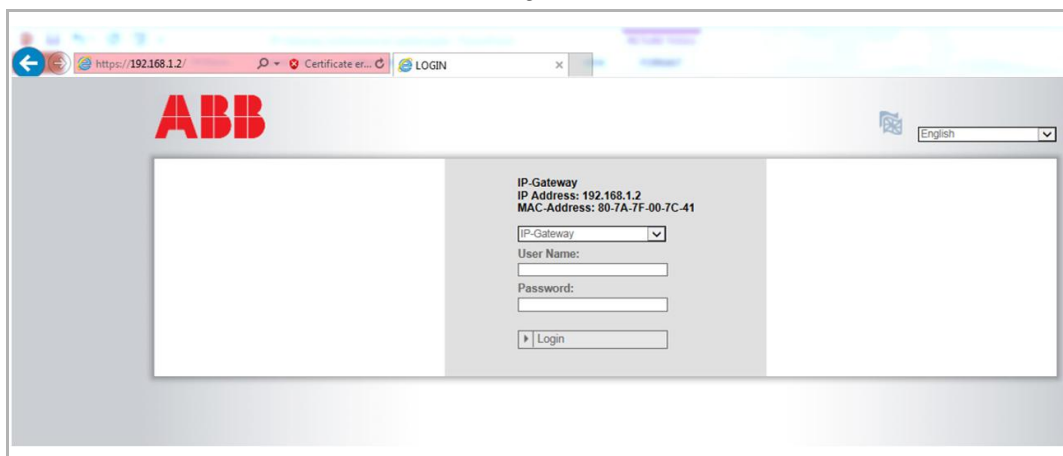 https://192.168.1.2/
Certificate er...
LOGIN
ABB
English
IP-Gateway
IP Address: 192.168.1.2
MAC-Address: 80-7A-7F-00-7C-41
IP-Gateway
User Name:
Password:
Login